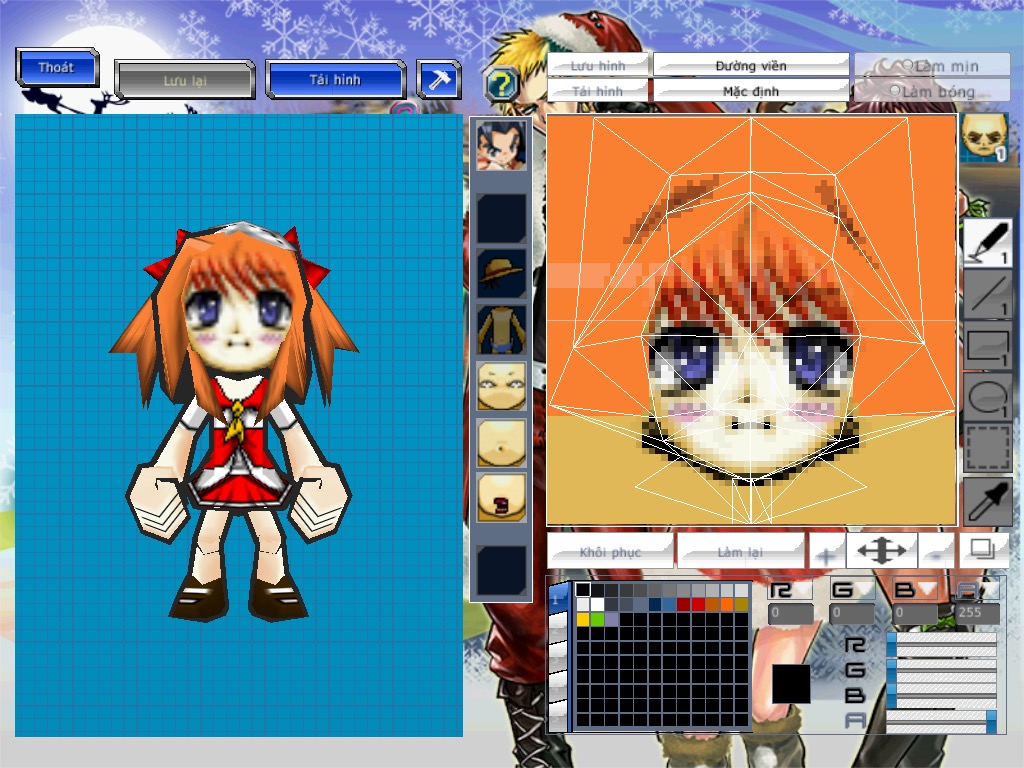 Thoát
Lưu lại
Tải hình
?
Lưu hình
Đường viền
Làm mịn
Tải hình
Mặc định
Làm bóng
1
1
1
1
1
Khôi phục
Làm lại
+
-
1
R G B A
0 0 0 255
R
G
B
A